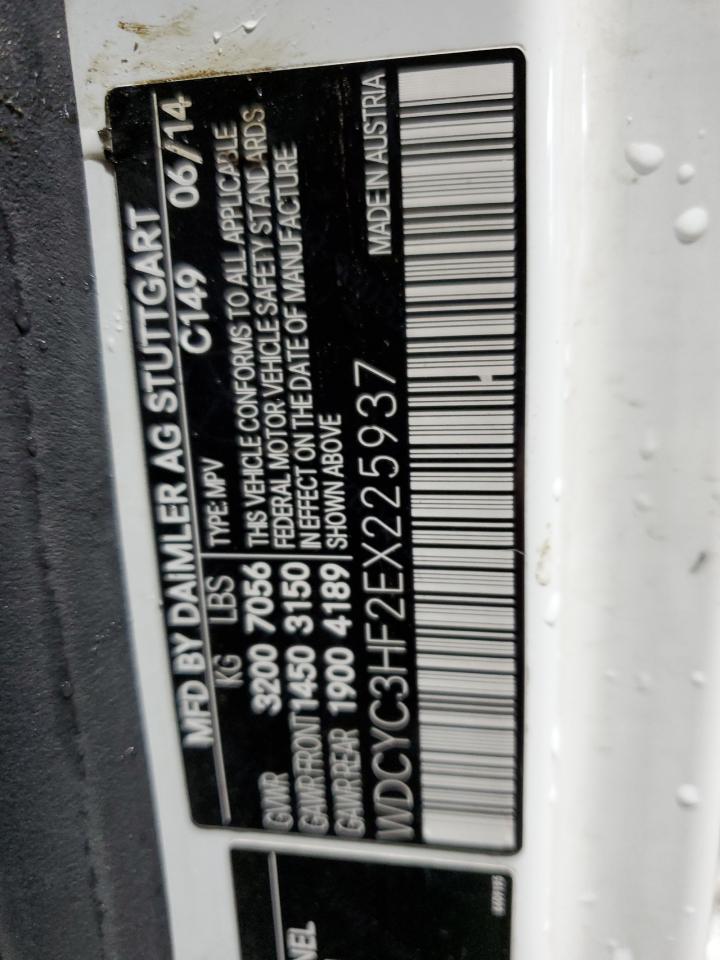 MFD BY DAIMLER AG STUTTGART
KG LBS C149 06/14
GVWR 3200 7056
GAWR FRONT 1450 3150
GAWR REAR 1900 4189
TYPE: MPV
THIS VEHICLE CONFORMS TO ALL APPLICABLE
FEDERAL MOTOR VEHICLE SAFETY STANDARDS
IN EFFECT ON THE DATE OF MANUFACTURE
SHOWN ABOVE
WDCYC3HF2EX225937 MADE IN AUSTRIA
NEL